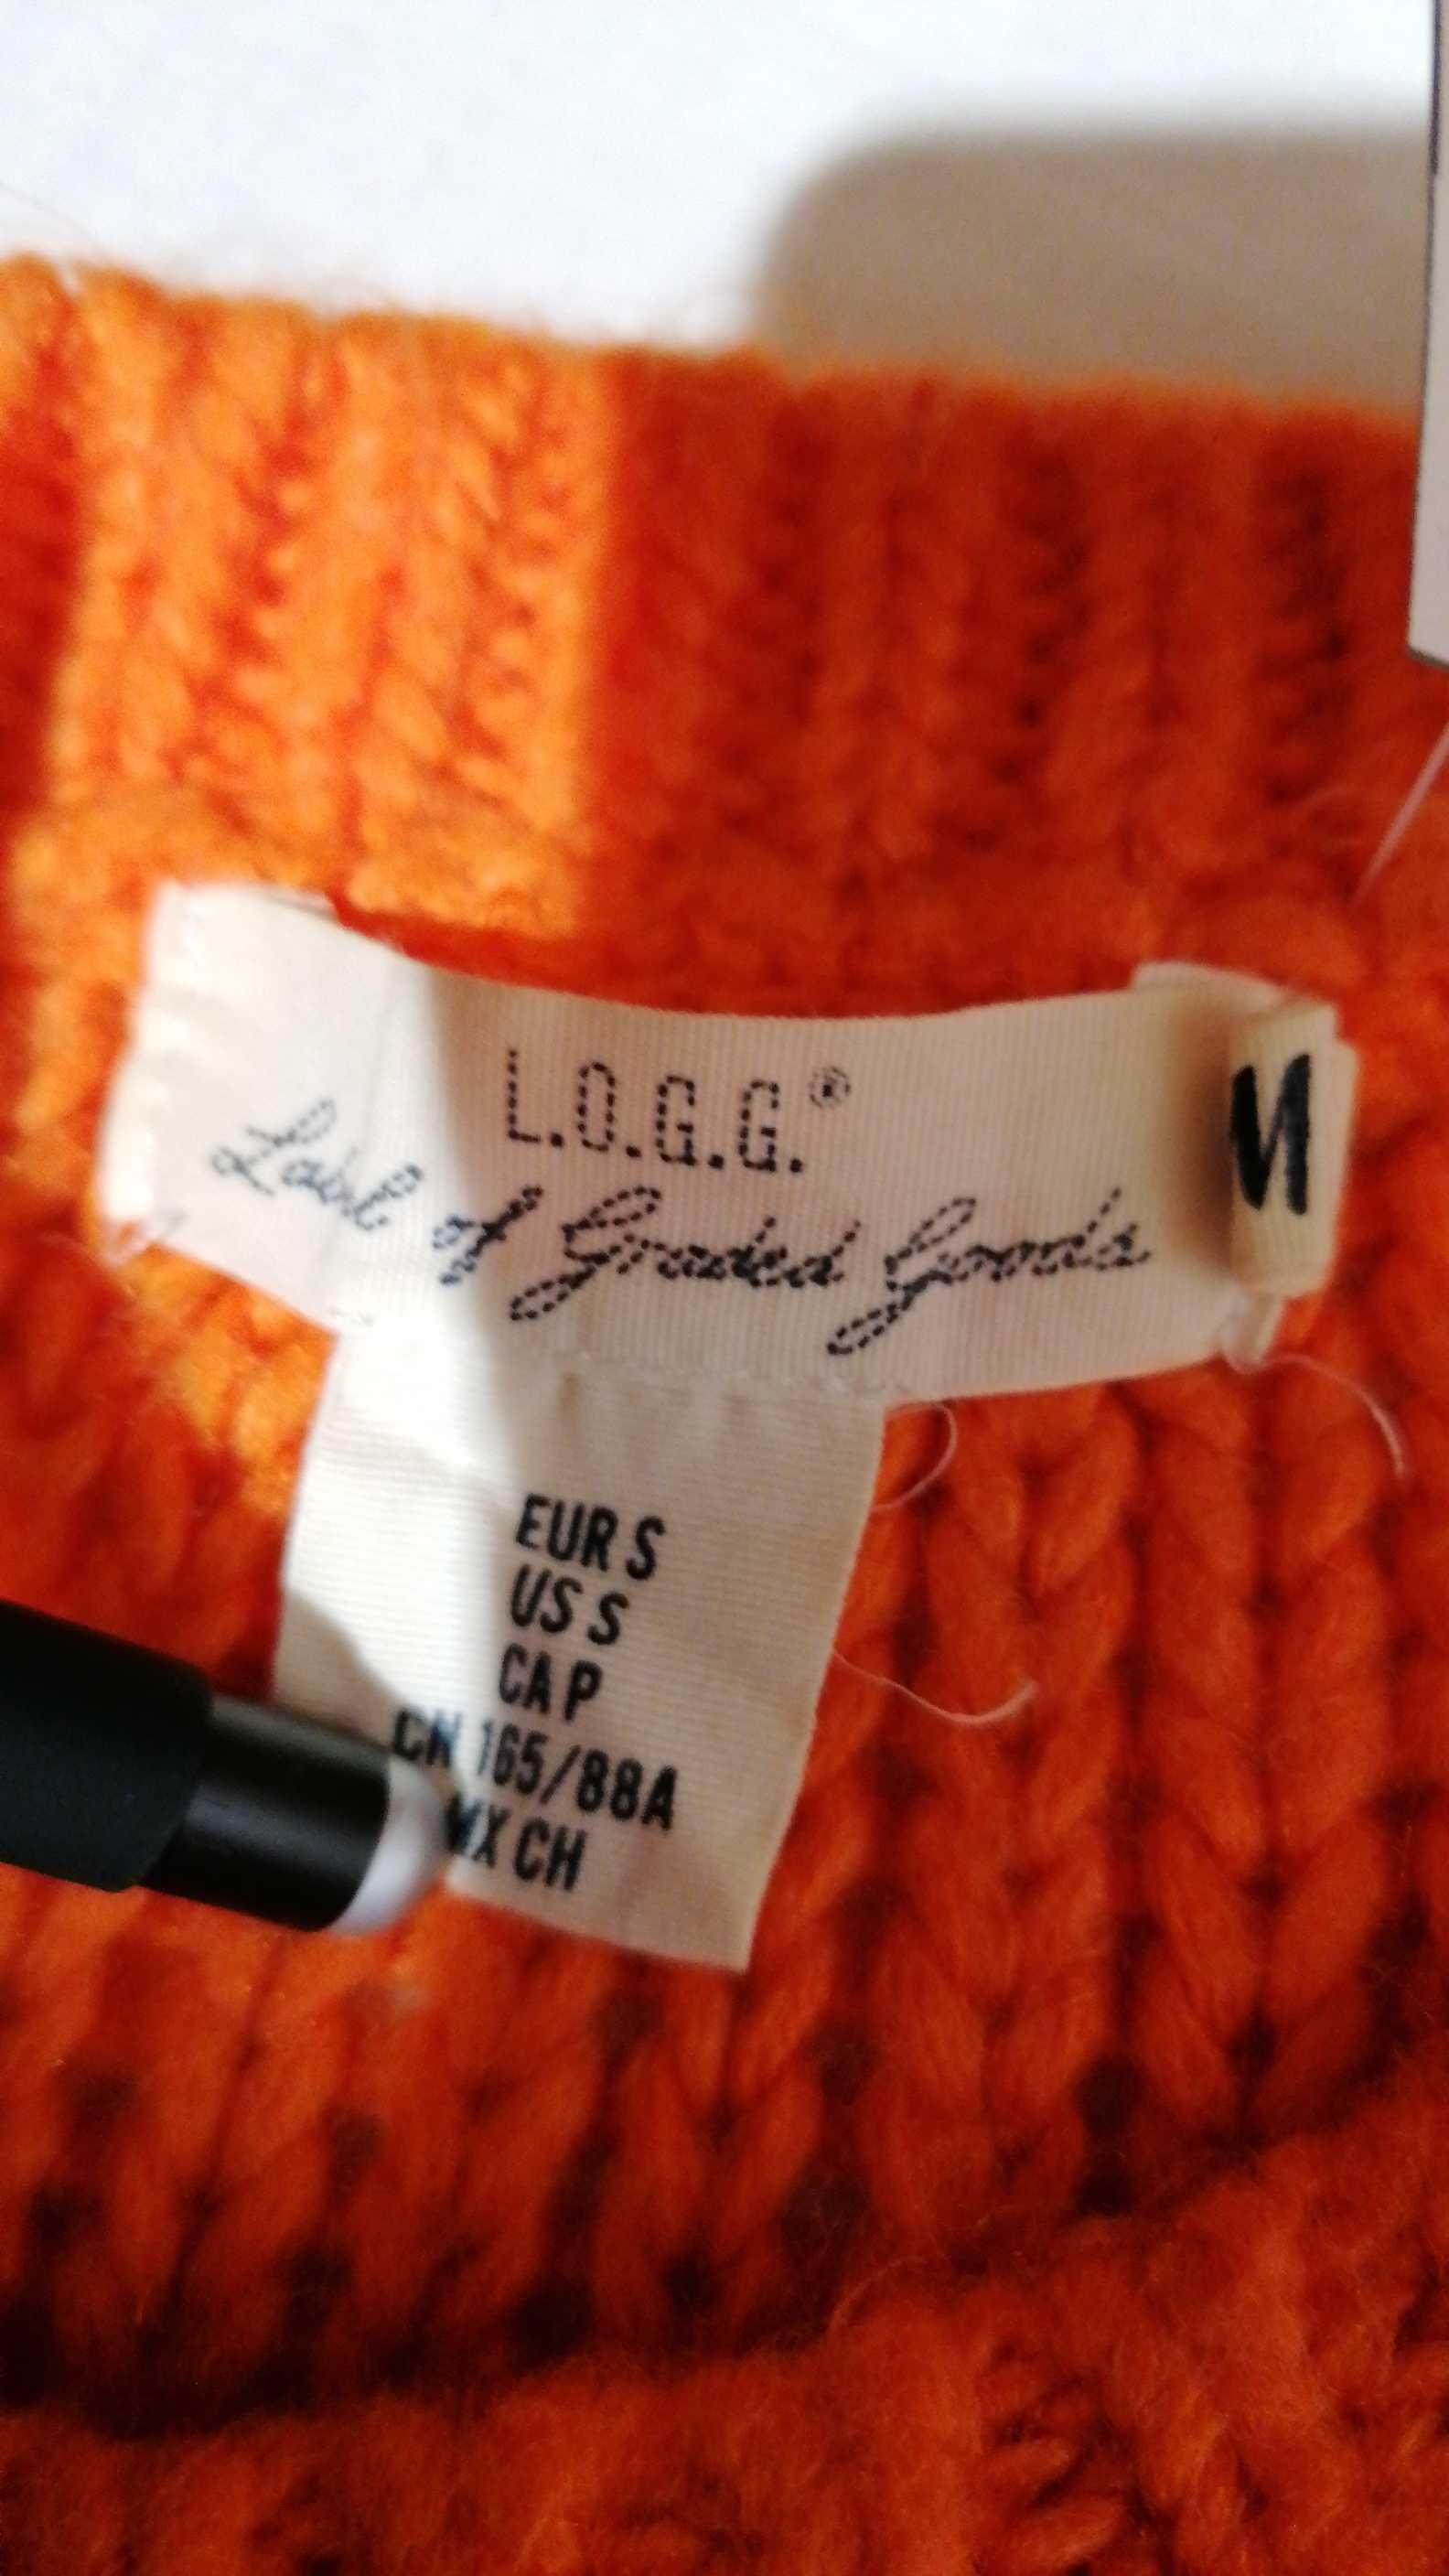 L.O.G.G.®
Label of Graded Goods
EUR S
US S
CA P
CN 165/88A
MX CH